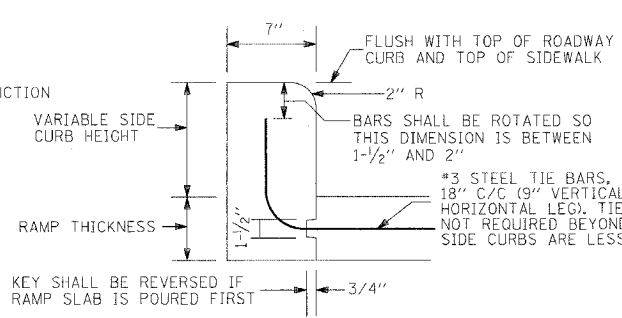 7"
FLUSH WITH TOP OF ROADWAY
CURB AND TOP OF SIDEWALK
2" R
VARIABLE SIDE
CURB HEIGHT
BARS SHALL BE ROTATED SO
THIS DIMENSION IS BETWEEN
1-1/2" AND 2"
#3 STEEL TIE BARS,
18" C/C (9" VERTICAL
HORIZONTAL LEG). TIE
NOT REQUIRED
SIDE CURBS ARE
RAMP THICKNESS
1-1/2"
KEY SHALL BE REVERSED IF
RAMP SLAB IS POURED FIRST
3/4"